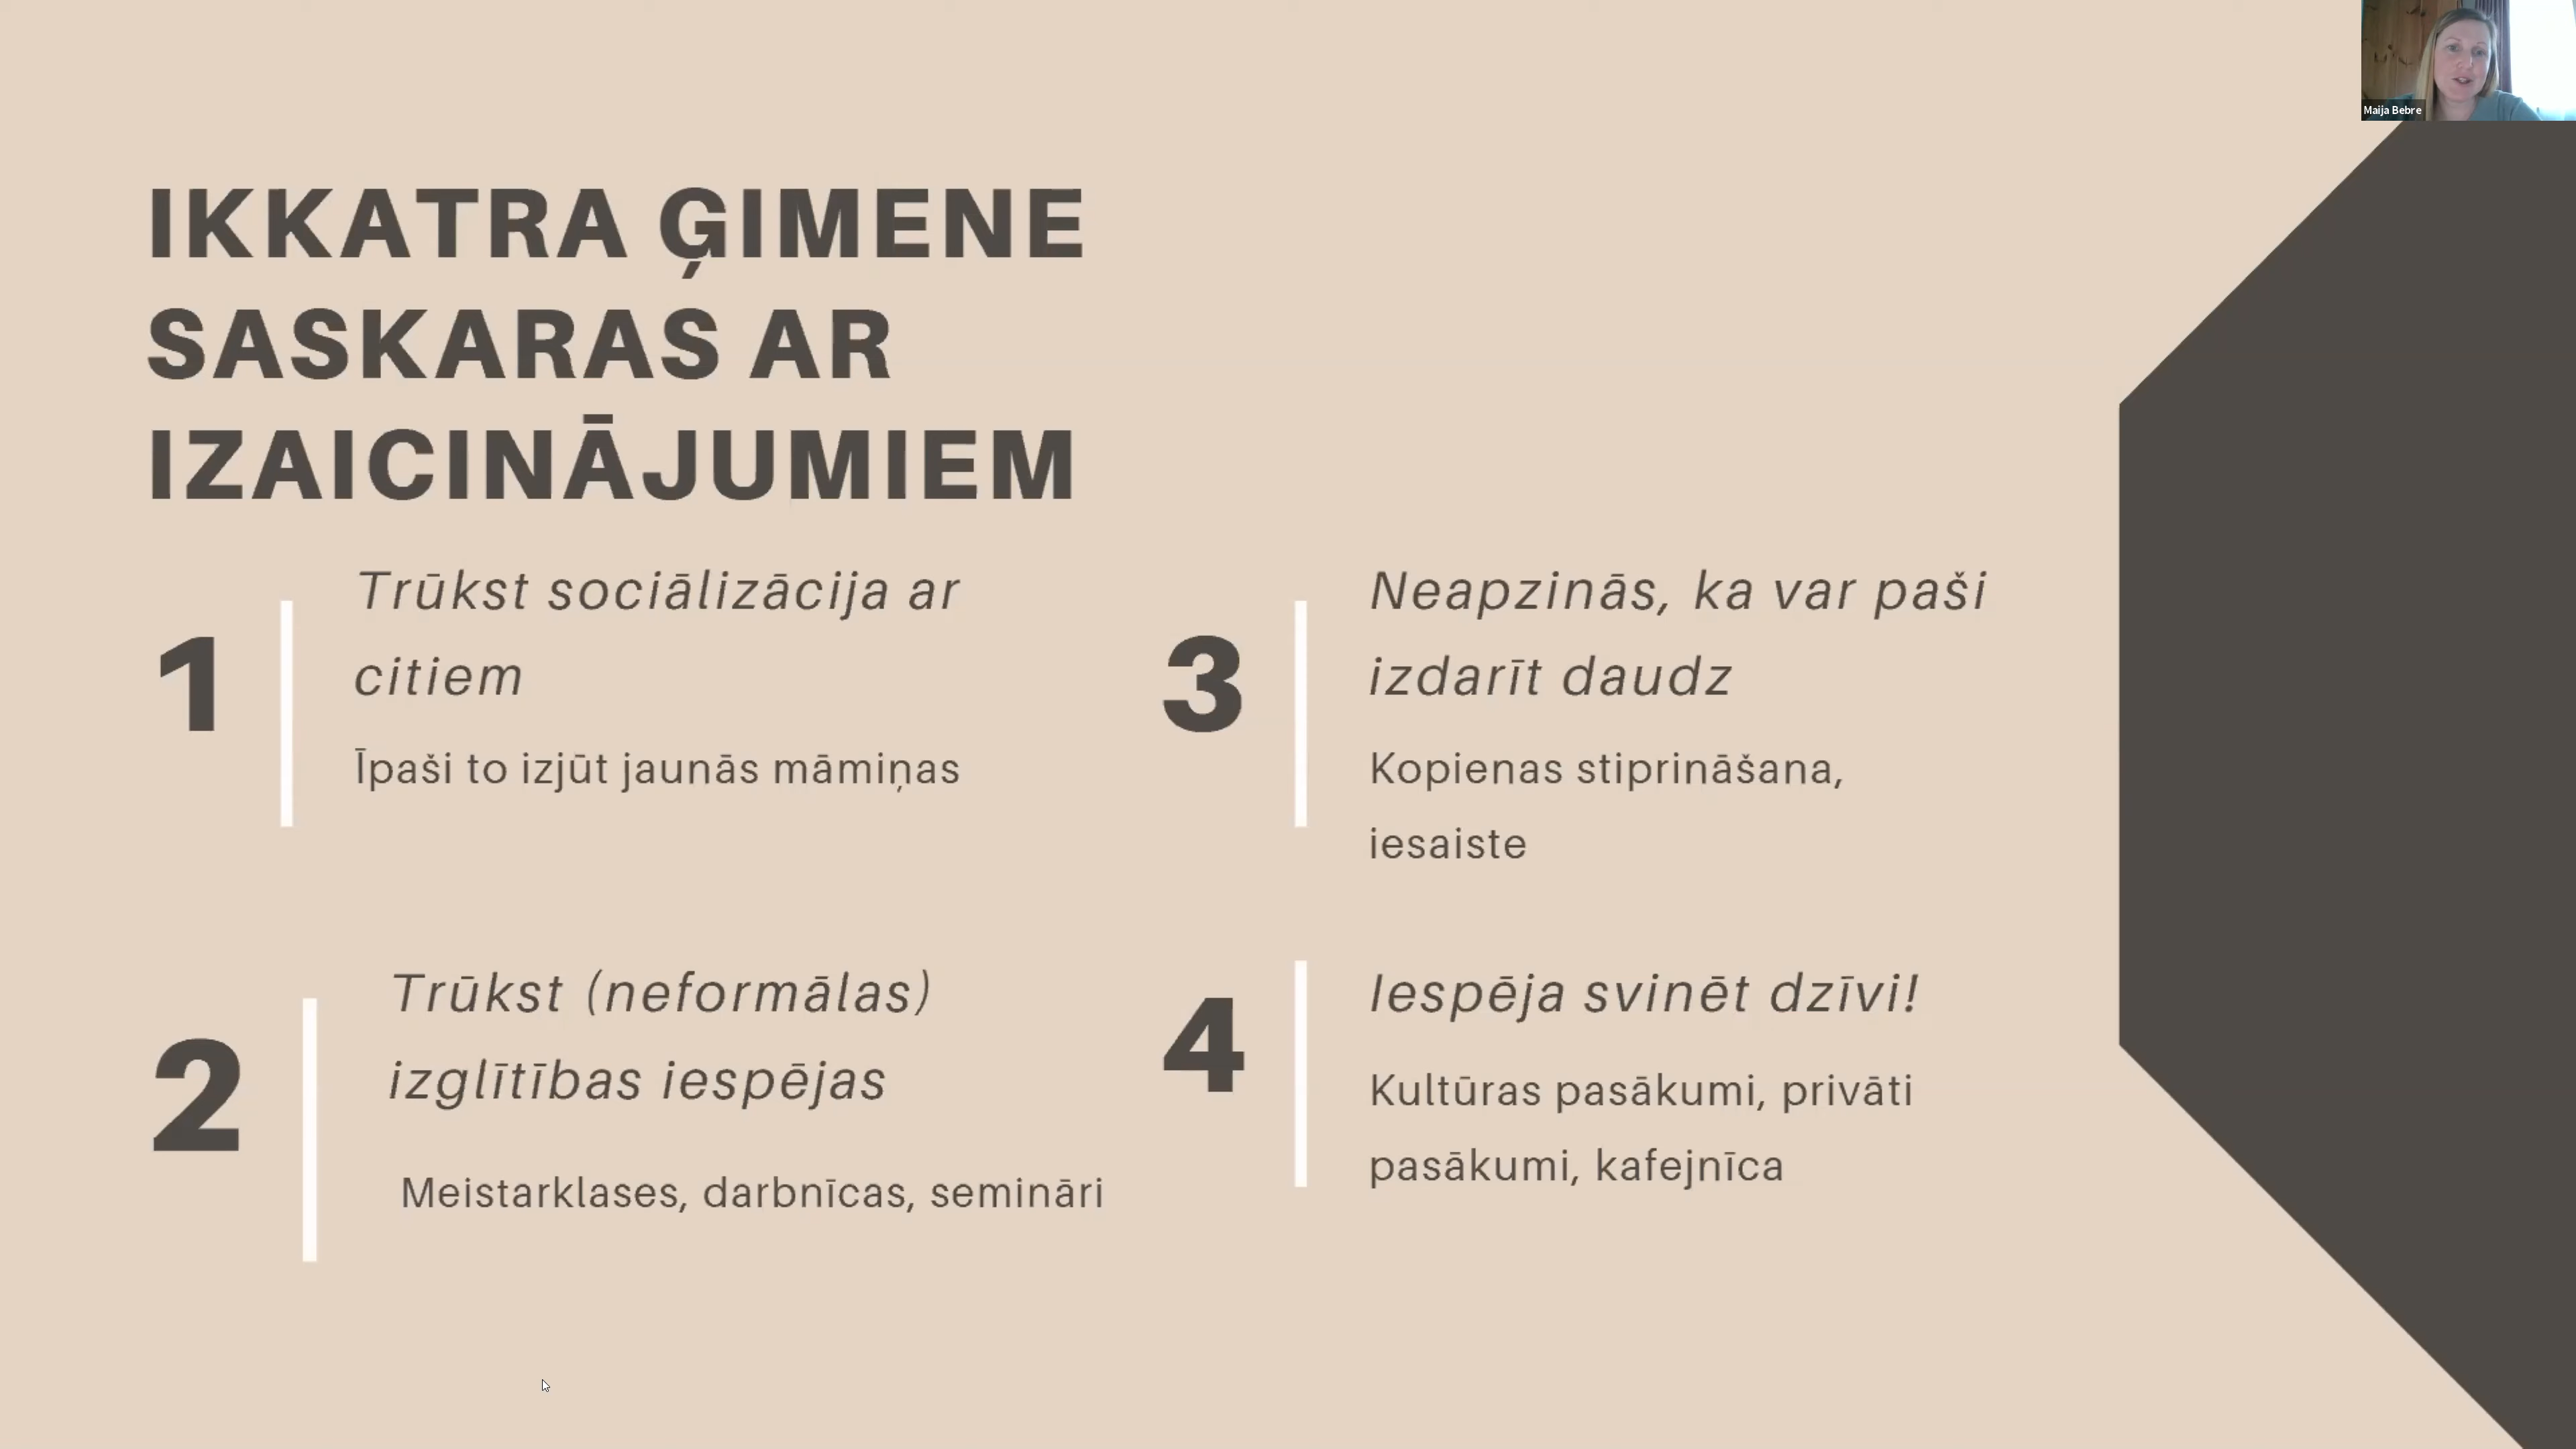 Maija Bebre
IKKATRA ĢIMENE
SASKARAS AR
IZAICINĀJUMIEM
1
Trūkst sociālizācija ar
citiem
Īpaši to izjūt jaunās māmiņas
2
Trūkst (neformālas)
izglītības iespējas
Meistarklases, darbnīcas, semināri
3
Neapzinās, ka var paši
izdarīt daudz
Kopienas stiprināšana,
iesaiste
4
Iespēja svinēt dzīvi!
Kultūras pasākumi, privāti
pasākumi, kafejnīca